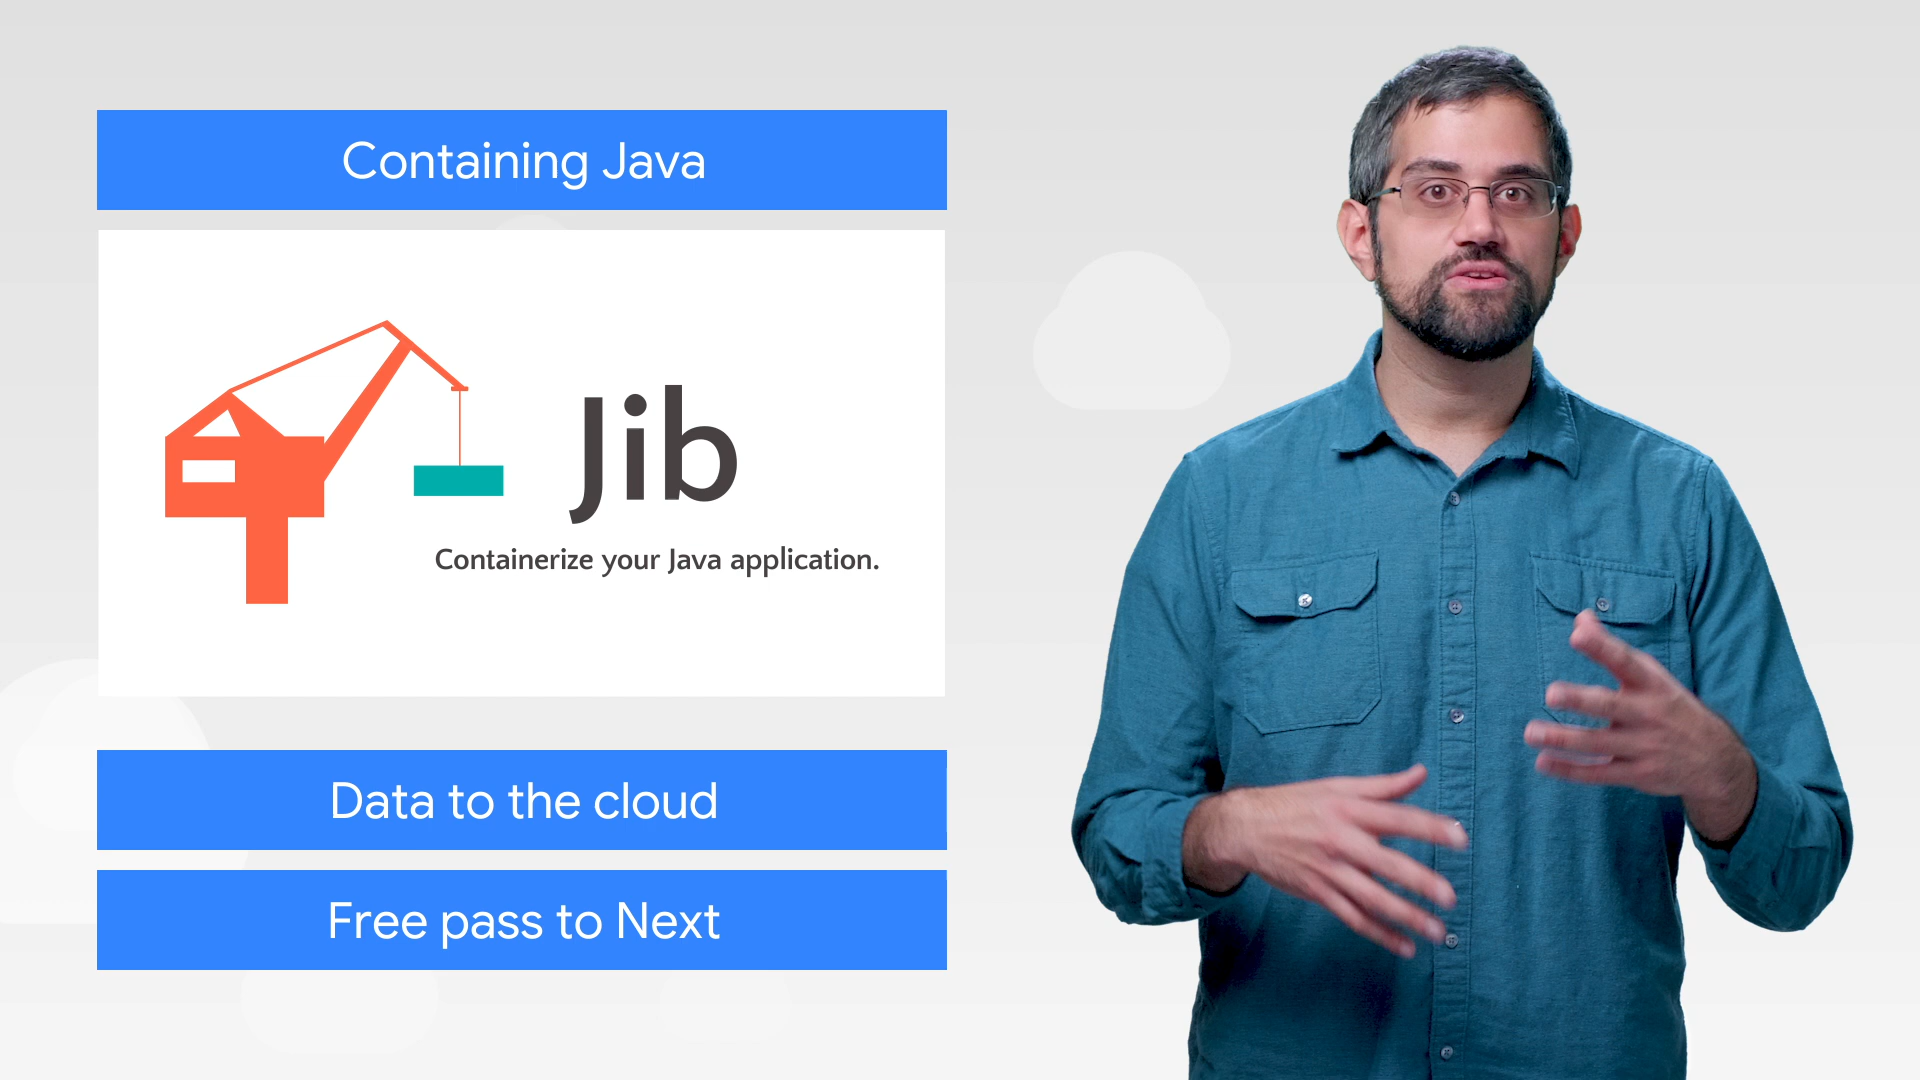 Containing Java
Jib
Containerize your Java application.
Data to the cloud
Free pass to Next